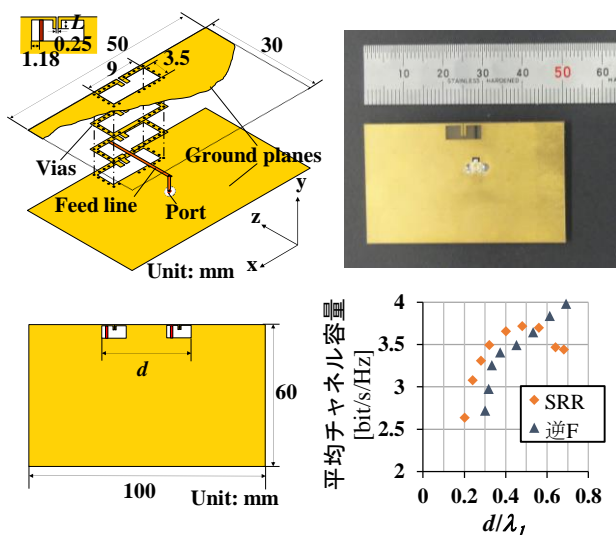 L
0.25
1.18
50
9
3.5
30
Vias
Ground planes
Feed line
Port
y
z
x
Unit: mm
10 20 30 40 50 60
STAINLESS HARDENED
d
60
100
Unit: mm
平均チャネル容量
[bit/s/Hz]
4
3.5
3
2.5
2
SRR
逆F
0 0.2 0.4 0.6 0.8
d/λ1